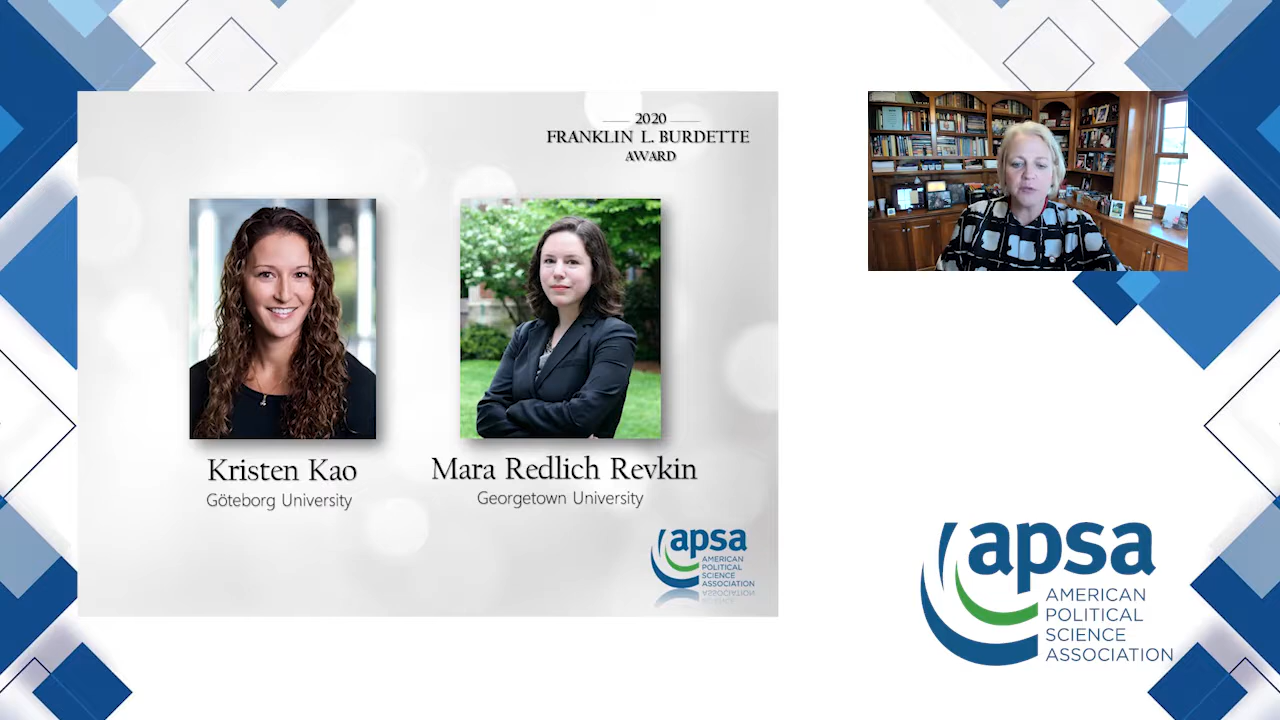 2020
FRANKLIN L. BURDETTE
AWARD
Kristen Kao
Göteborg University
Mara Redlich Revkin
Georgetown University
apsa
AMERICAN
POLITICAL
SCIENCE
ASSOCIATION
apsa
AMERICAN
POLITICAL
SCIENCE
ASSOCIATION